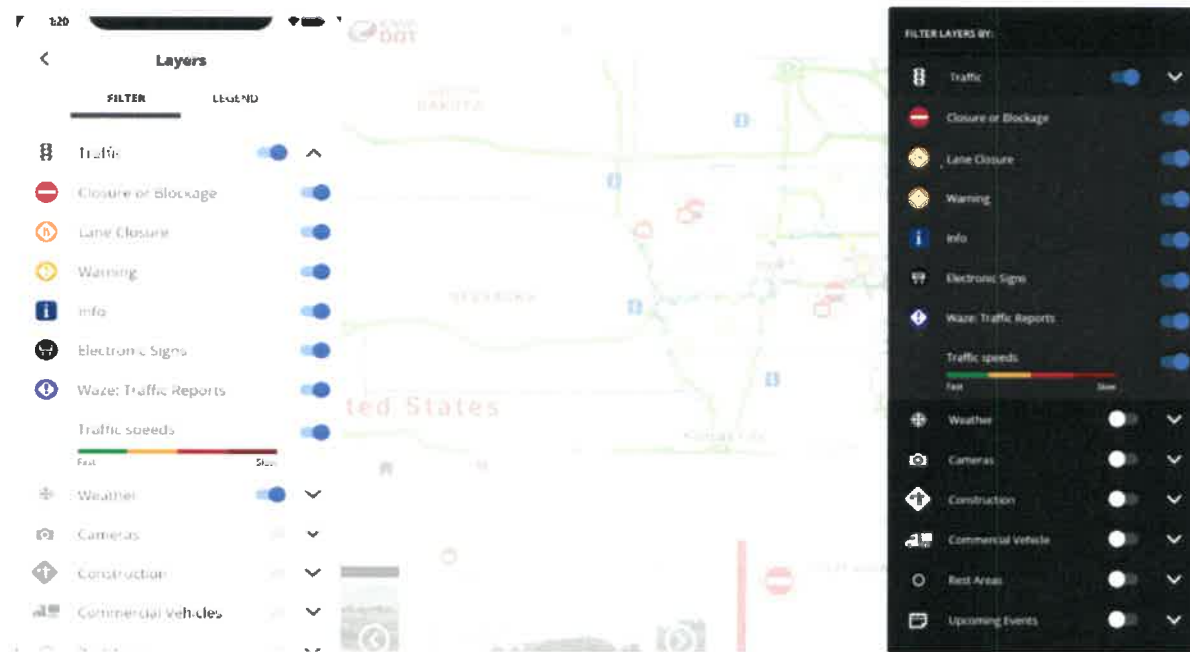 1:20
Layers
FILTER
LEGEND
Traffic
Closure or Blockage
Lane Closure
Warning
Info
Electronic Signs
Waze: Traffic Reports
Traffic speeds
Fast
Slow
Weather
Cameras
Construction
Commercial Vehicles
DOT
DAKOTA
NEBRASKA
ted States
FILTER LAYERS BY:
Traffic
Closure or Blockage
Lane Closure
Warning
Info
Electronic Signs
Waze: Traffic Reports
Traffic speeds
Fast
Slow
Weather
Cameras
Construction
Commercial Vehicle
Rest Areas
Upcoming Events